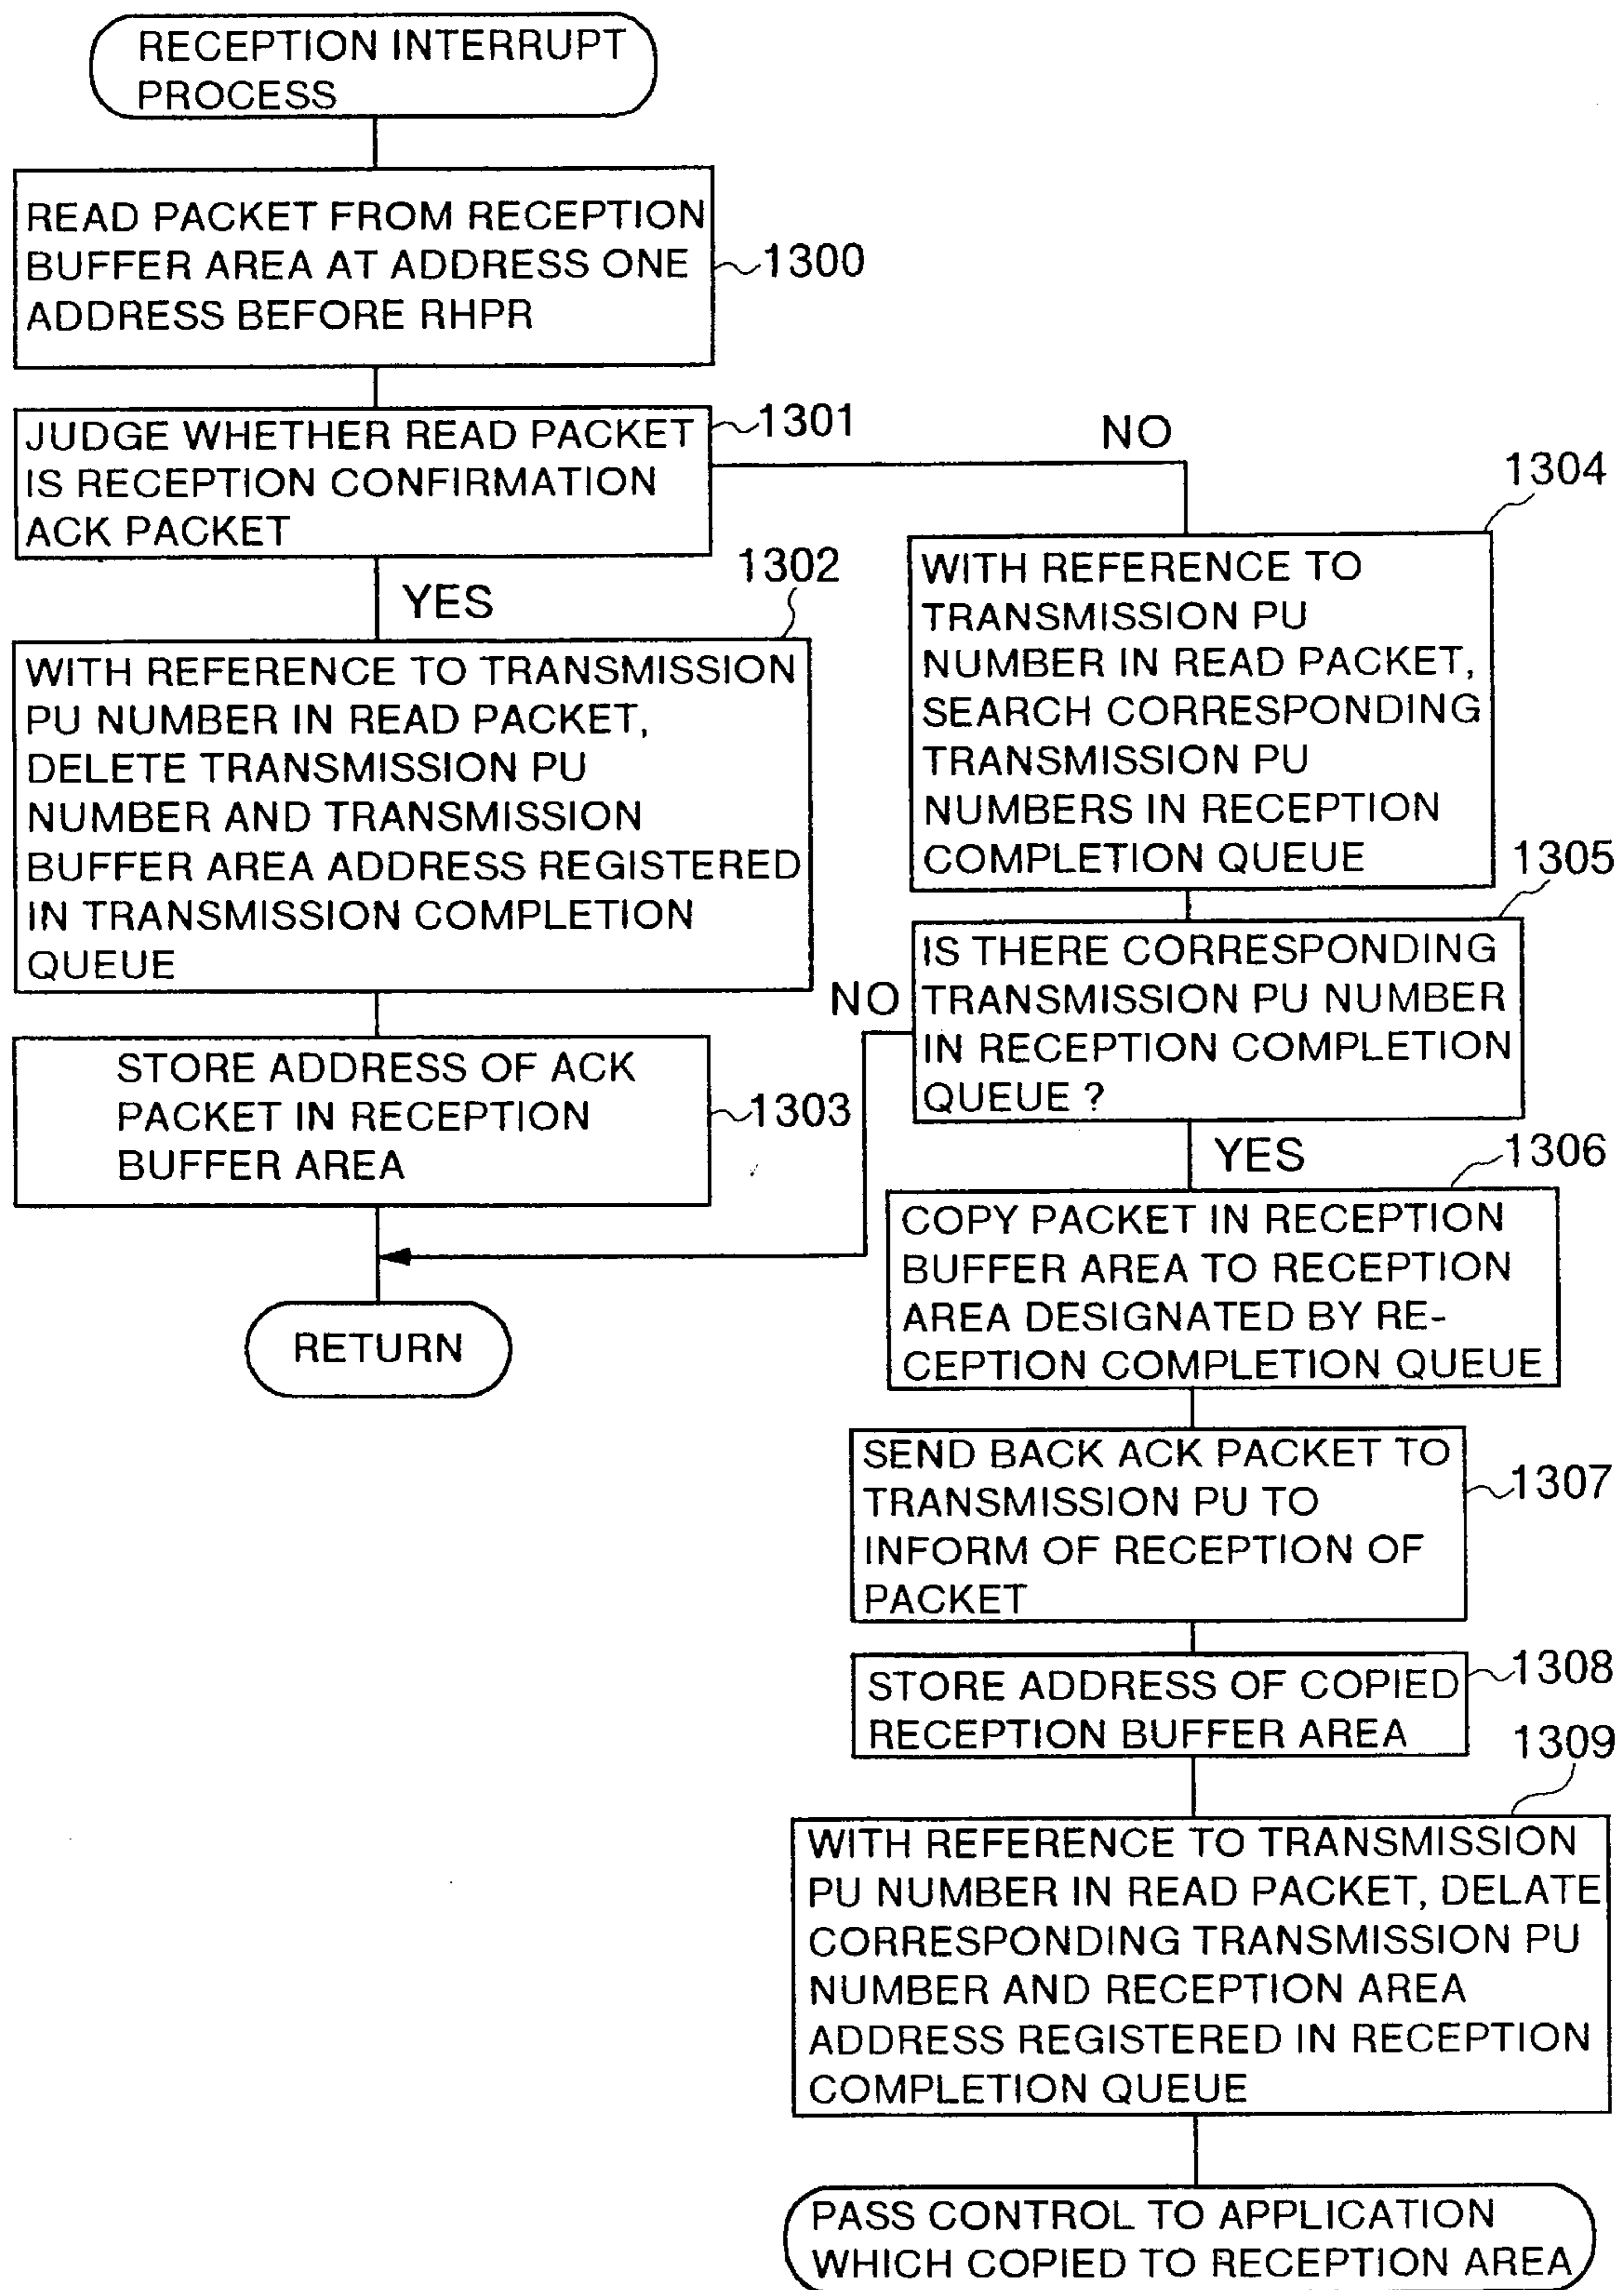 RECEPTION INTERRUPT
PROCESS
READ PACKET FROM RECEPTION
BUFFER AREA AT ADDRESS ONE
ADDRESS BEFORE RHPR
1300
JUDGE WHETHER READ PACKET
IS RECEPTION CONFIRMATION
ACK PACKET
1301
NO
YES
1302
WITH REFERENCE TO TRANSMISSION
PU NUMBER IN READ PACKET,
DELETE TRANSMISSION PU
NUMBER AND TRANSMISSION
BUFFER AREA ADDRESS REGISTERED
IN TRANSMISSION COMPLETION
QUEUE
STORE ADDRESS OF ACK
PACKET IN RECEPTION
BUFFER AREA
1303
RETURN
1304
WITH REFERENCE TO
TRANSMISSION PU
NUMBER IN READ PACKET,
SEARCH CORRESPONDING
TRANSMISSION PU
NUMBERS IN RECEPTION
COMPLETION QUEUE
1305
IS THERE CORRESPONDING
TRANSMISSION PU NUMBER
IN RECEPTION COMPLETION
QUEUE ?
NO
YES
1306
COPY PACKET IN RECEPTION
BUFFER AREA TO RECEPTION
AREA DESIGNATED BY RE-
CEPTION COMPLETION QUEUE
SEND BACK ACK PACKET TO
TRANSMISSION PU TO
INFORM OF RECEPTION OF
PACKET
1307
STORE ADDRESS OF COPIED
RECEPTION BUFFER AREA
1308
1309
WITH REFERENCE TO TRANSMISSION
PU NUMBER IN READ PACKET, DELATE
CORRESPONDING TRANSMISSION PU
NUMBER AND RECEPTION AREA
ADDRESS REGISTERED IN RECEPTION
COMPLETION QUEUE
PASS CONTROL TO APPLICATION
WHICH COPIED TO RECEPTION AREA